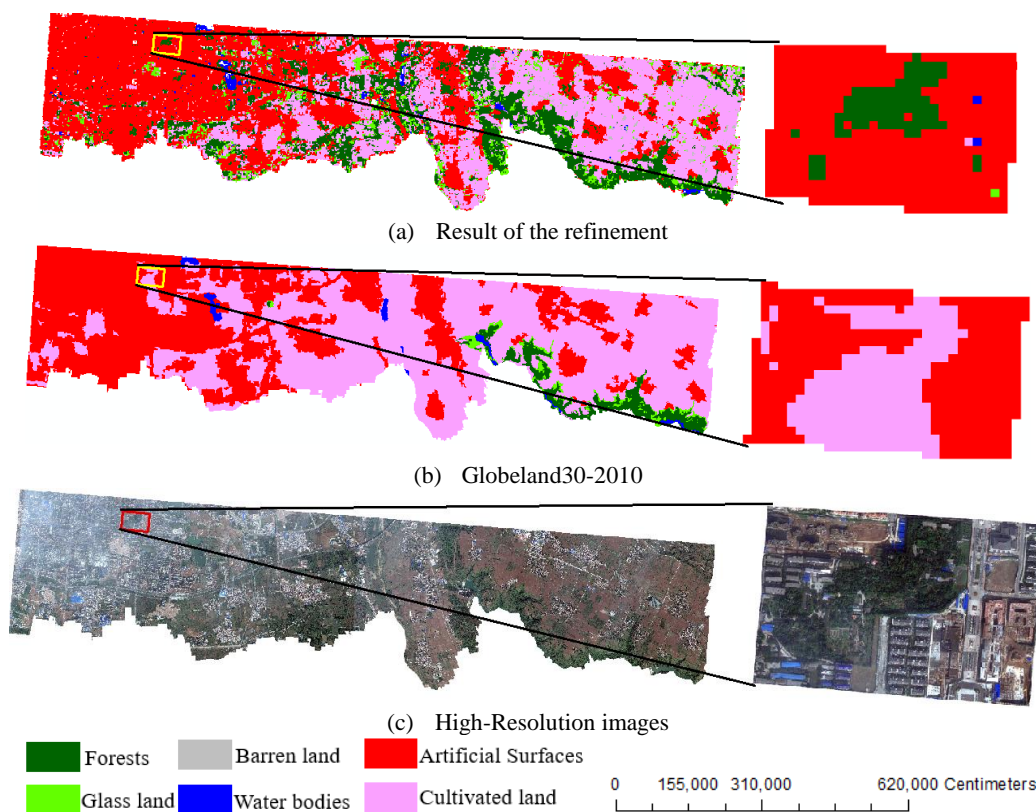 (a) Result of the refinement
(b) Globeland30-2010
(c) High-Resolution images
Forests Barren land Artificial Surfaces
Glass land Water bodies Cultivated land
0 155,000 310,000 620,000 Centimeters